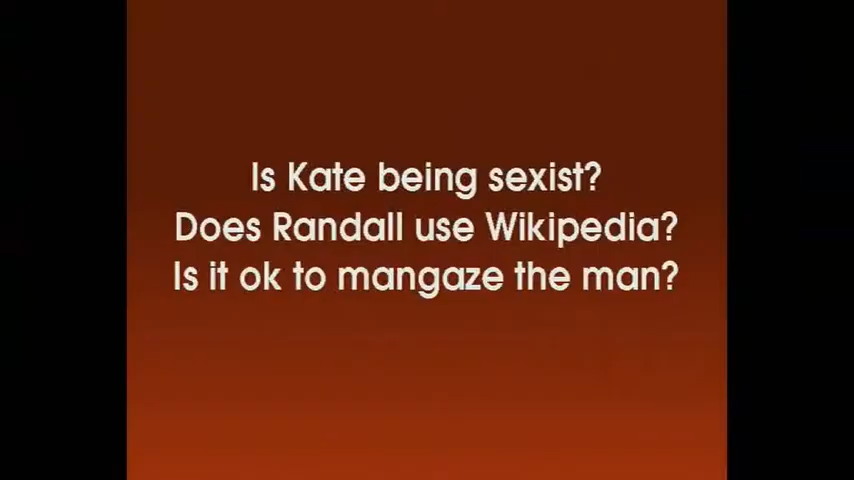 Is Kate being sexist?
Does Randall use Wikipedia?
Is it ok to mangaze the man?